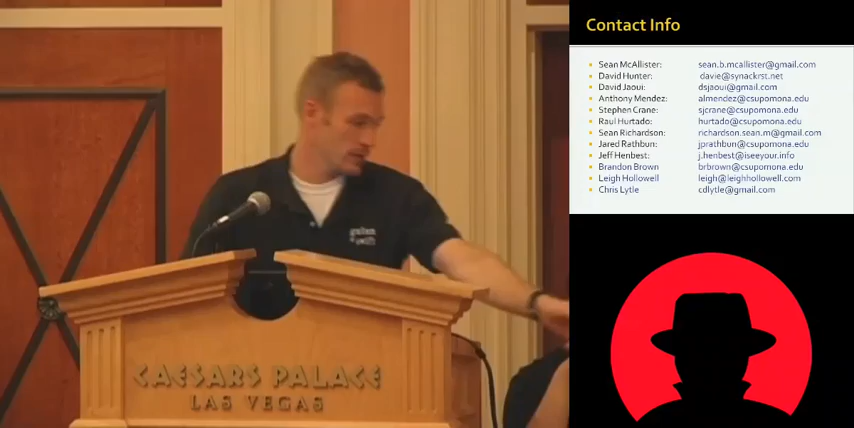 Contact Info
Sean McAllister: sean.b.mcallister@gmail.com
David Hunter: davie@synackrst.net
David Jaoui: dsjaoui@gmail.com
Anthony Mendez: almendez@csupomona.edu
Stephen Crane: sjcrane@csupomona.edu
Raul Hurtado: hurtado@csupomona.edu
Sean Richardson: richardson.sean.m@gmail.com
Jared Rathbun: jprathbun@csupomona.edu
Jeff Henbest: j.henbest@iseeyour.info
Brandon Brown brbrown@csupomona.edu
Leigh Hollowell leigh@leighhollowell.com
Chris Lytle cdlytle@gmail.com
CAESARS PALACE
LAS VEGAS